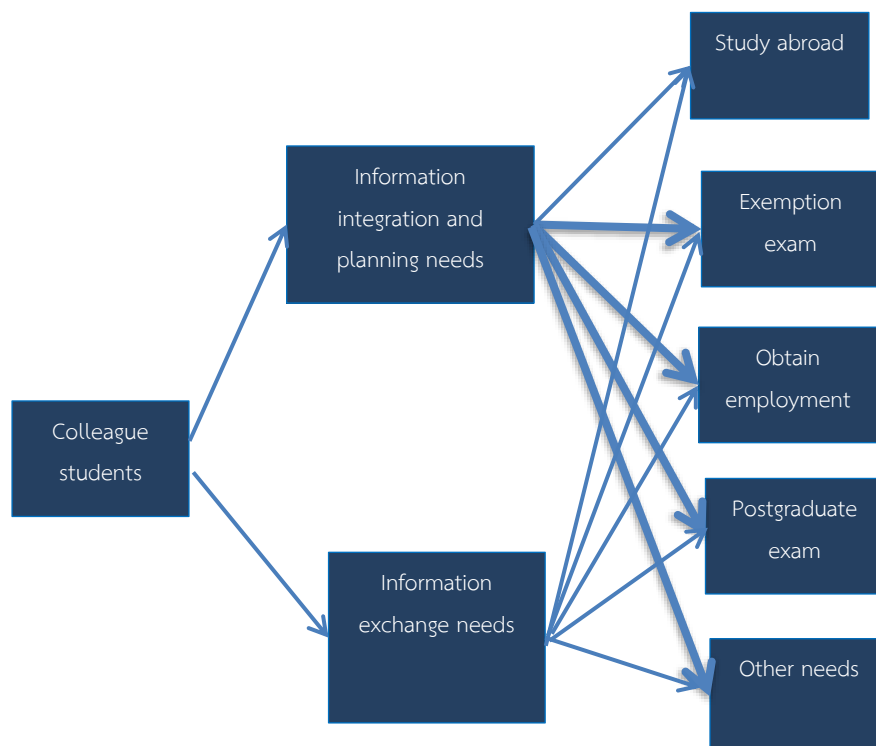 Study abroad
Information
integration and
planning needs
Exemption
exam
Obtain
employment
Colleague
students
Postgraduate
exam
Information
exchange needs
Other needs